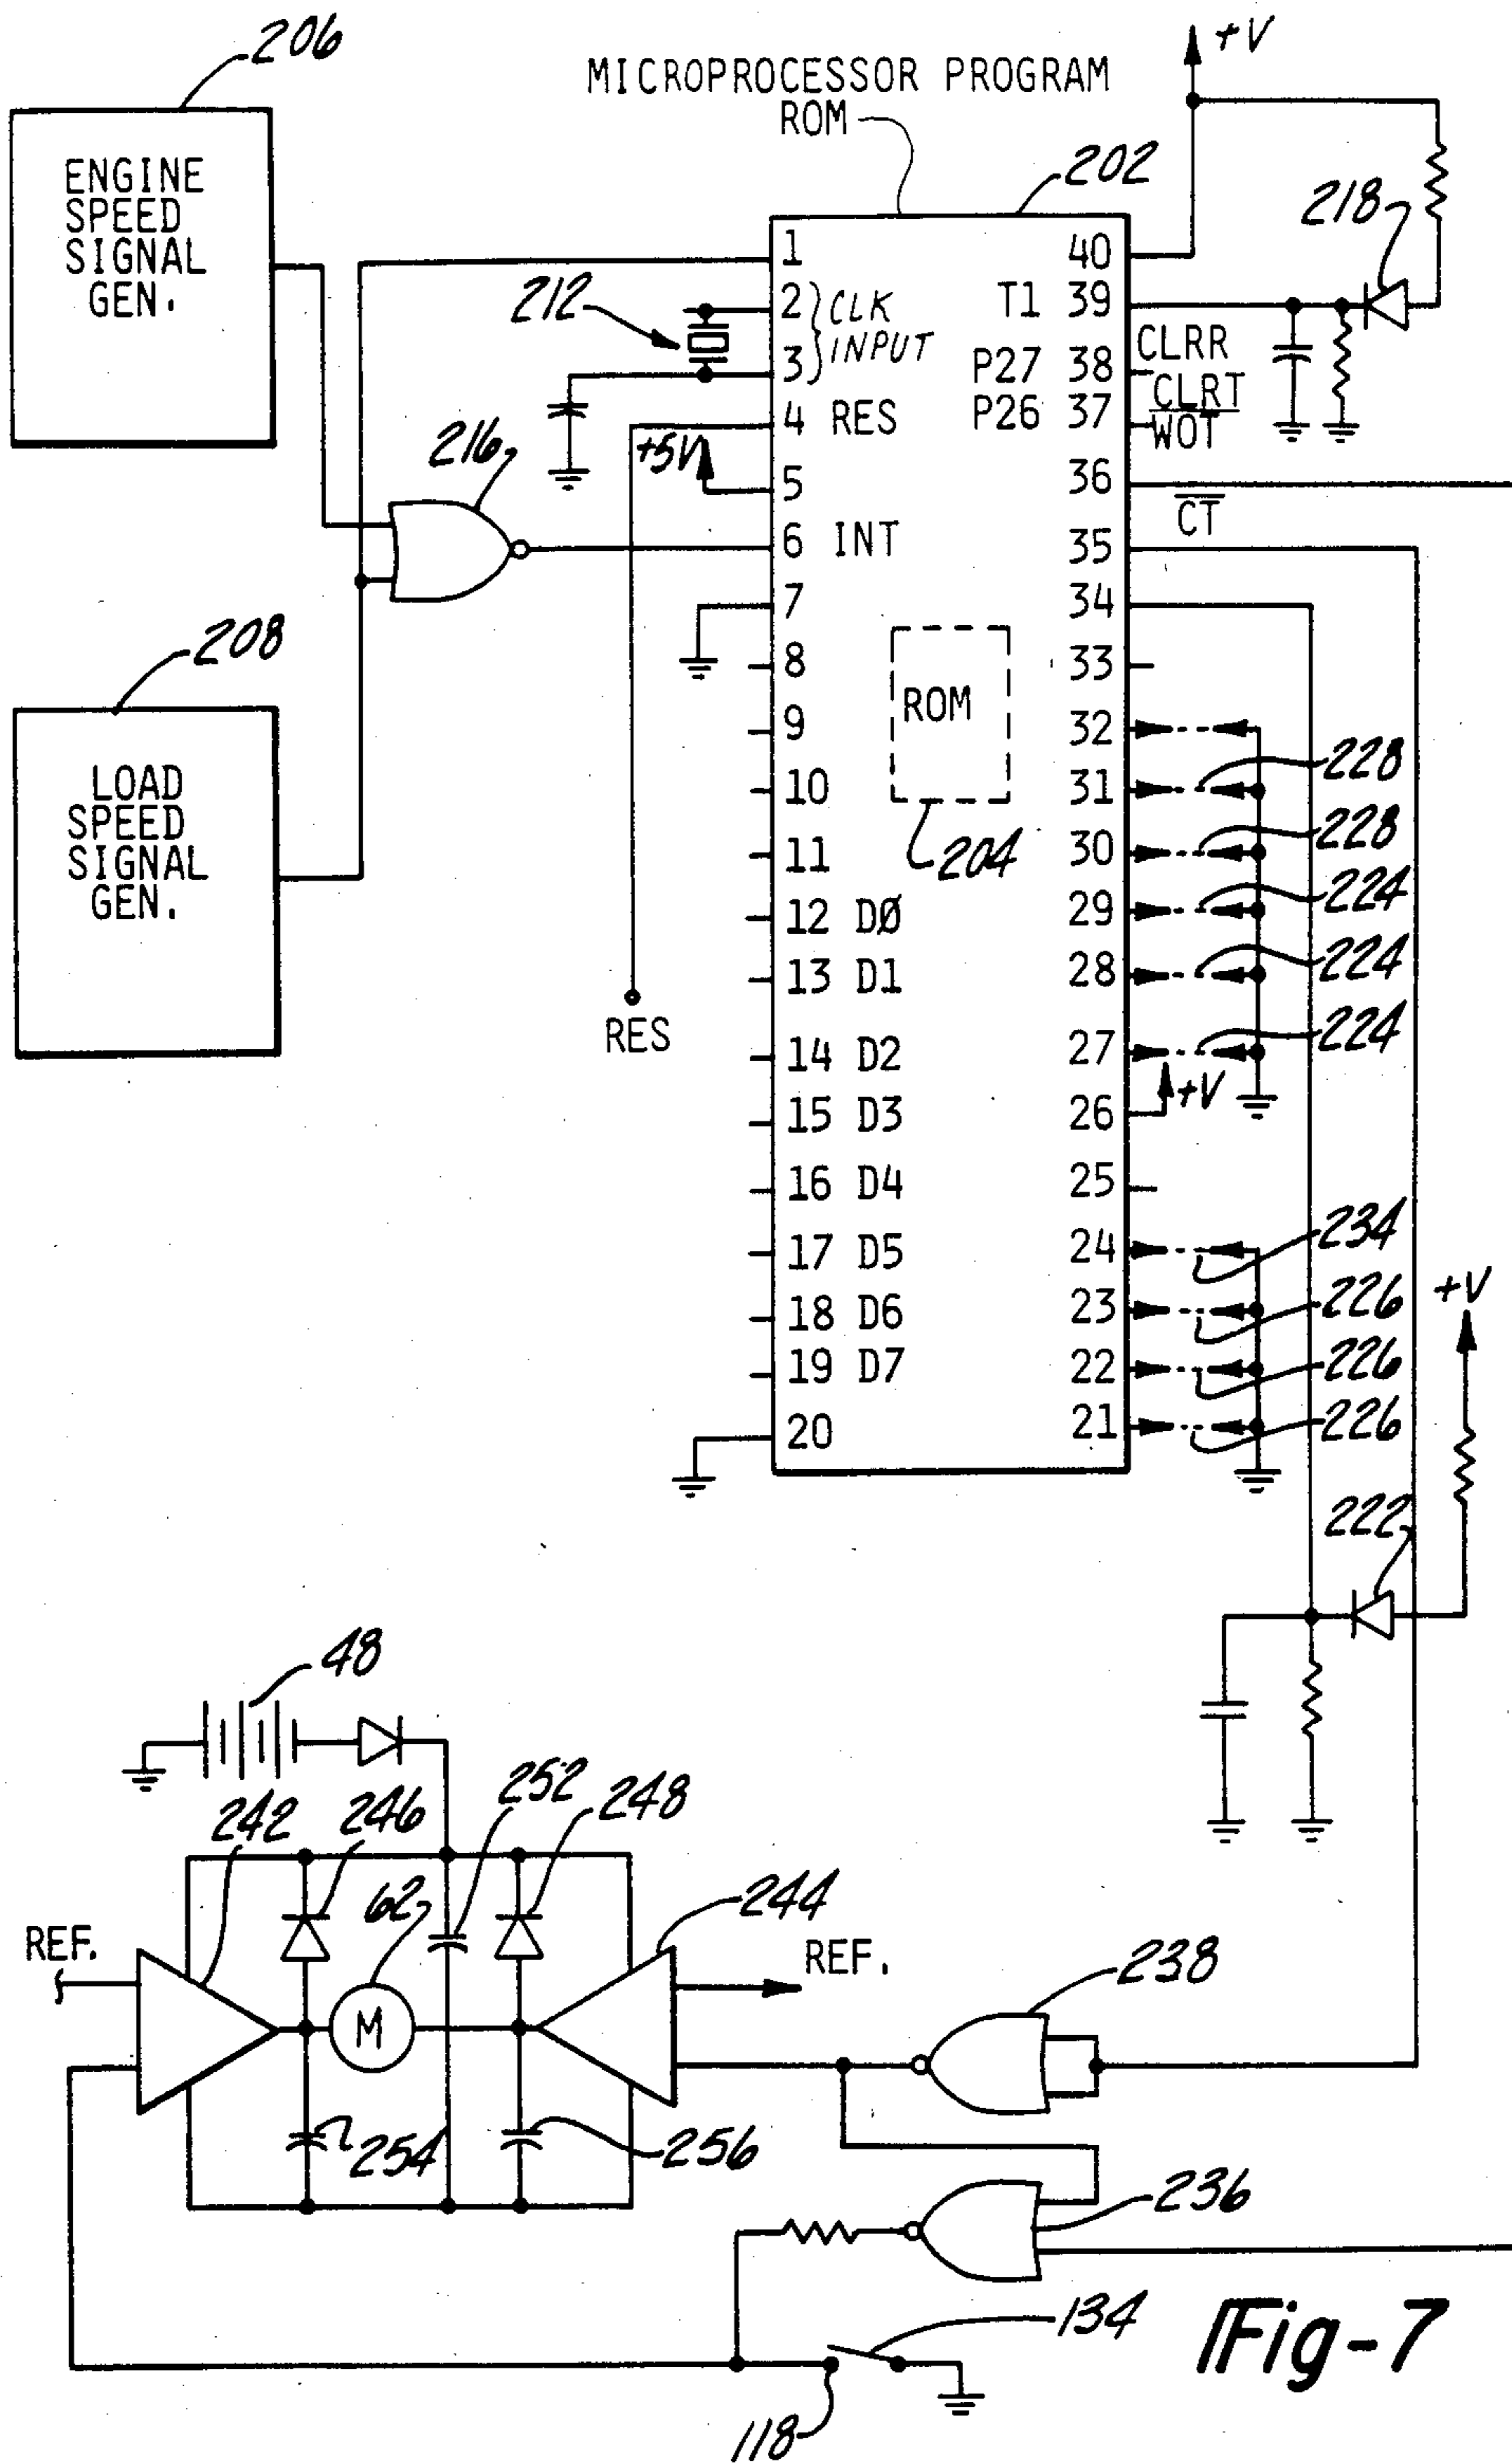 206
+V
MICROPROCESSOR PROGRAM
ROM
202
ENGINE
SPEED
SIGNAL
GEN.
218
1
40
212
2
CLK
T1 39
3
INPUT
P27 38
CLRR
CLRT
4 RES
P26 37
WOT
216
+5V
5
36
CT
6 INT
35
7
34
208
8
33
ROM
9
32
228
LOAD
SPEED
SIGNAL
GEN.
10
31
228
11
204
30
224
12 DØ
29
224
13 D1
28
RES
224
14 D2
27
+V
15 D3
26
16 D4
25
234
17 D5
24
+V
226
18 D6
23
226
19 D7
22
226
20
21
222
48
252
248
242
246
62
244
REF.
REF.
238
M
254
256
236
134
118
Fig-7